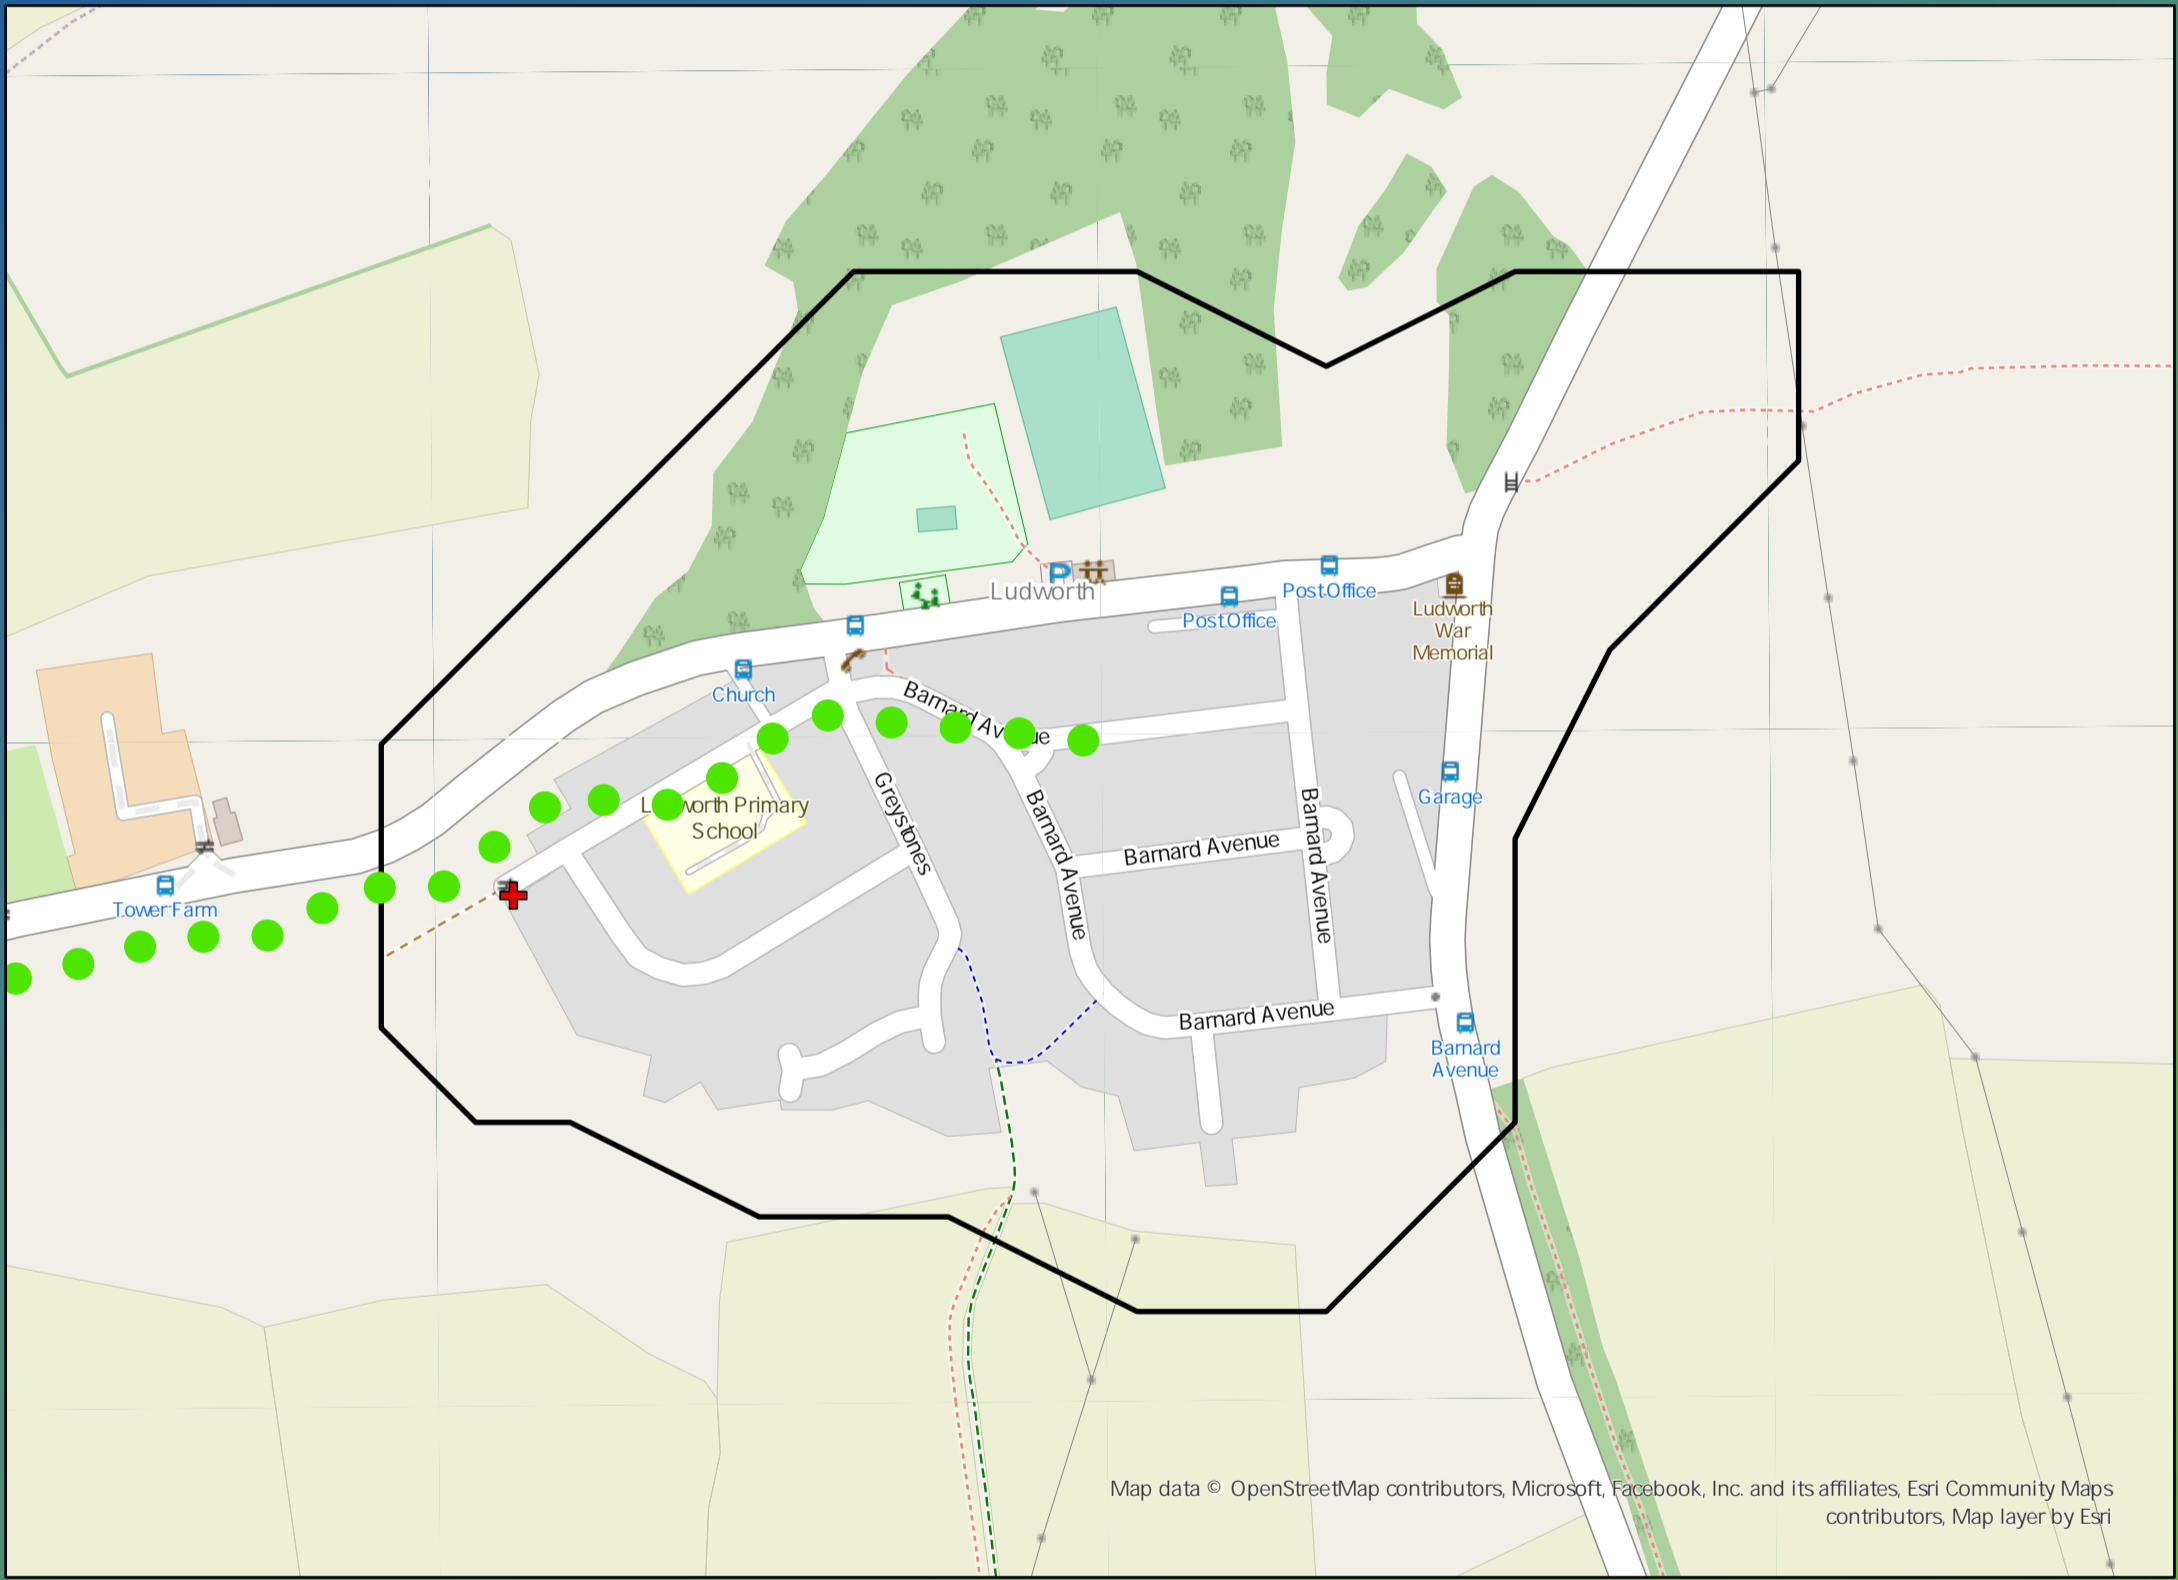 Ludworth
Post Office
Post Office
Ludworth
War
Memorial
Church
Barnard Avenue
Garage
Greystones
worth Primary
School
Barnard Avenue
Barnard Avenue
Barnard Avenue
Tower Farm
Barnard Avenue
Barnard
Avenue
Map data © OpenStreetMap contributors, Microsoft, Facebook, Inc. and its affiliates, Esri Community Maps
contributors, Map layer by Esri